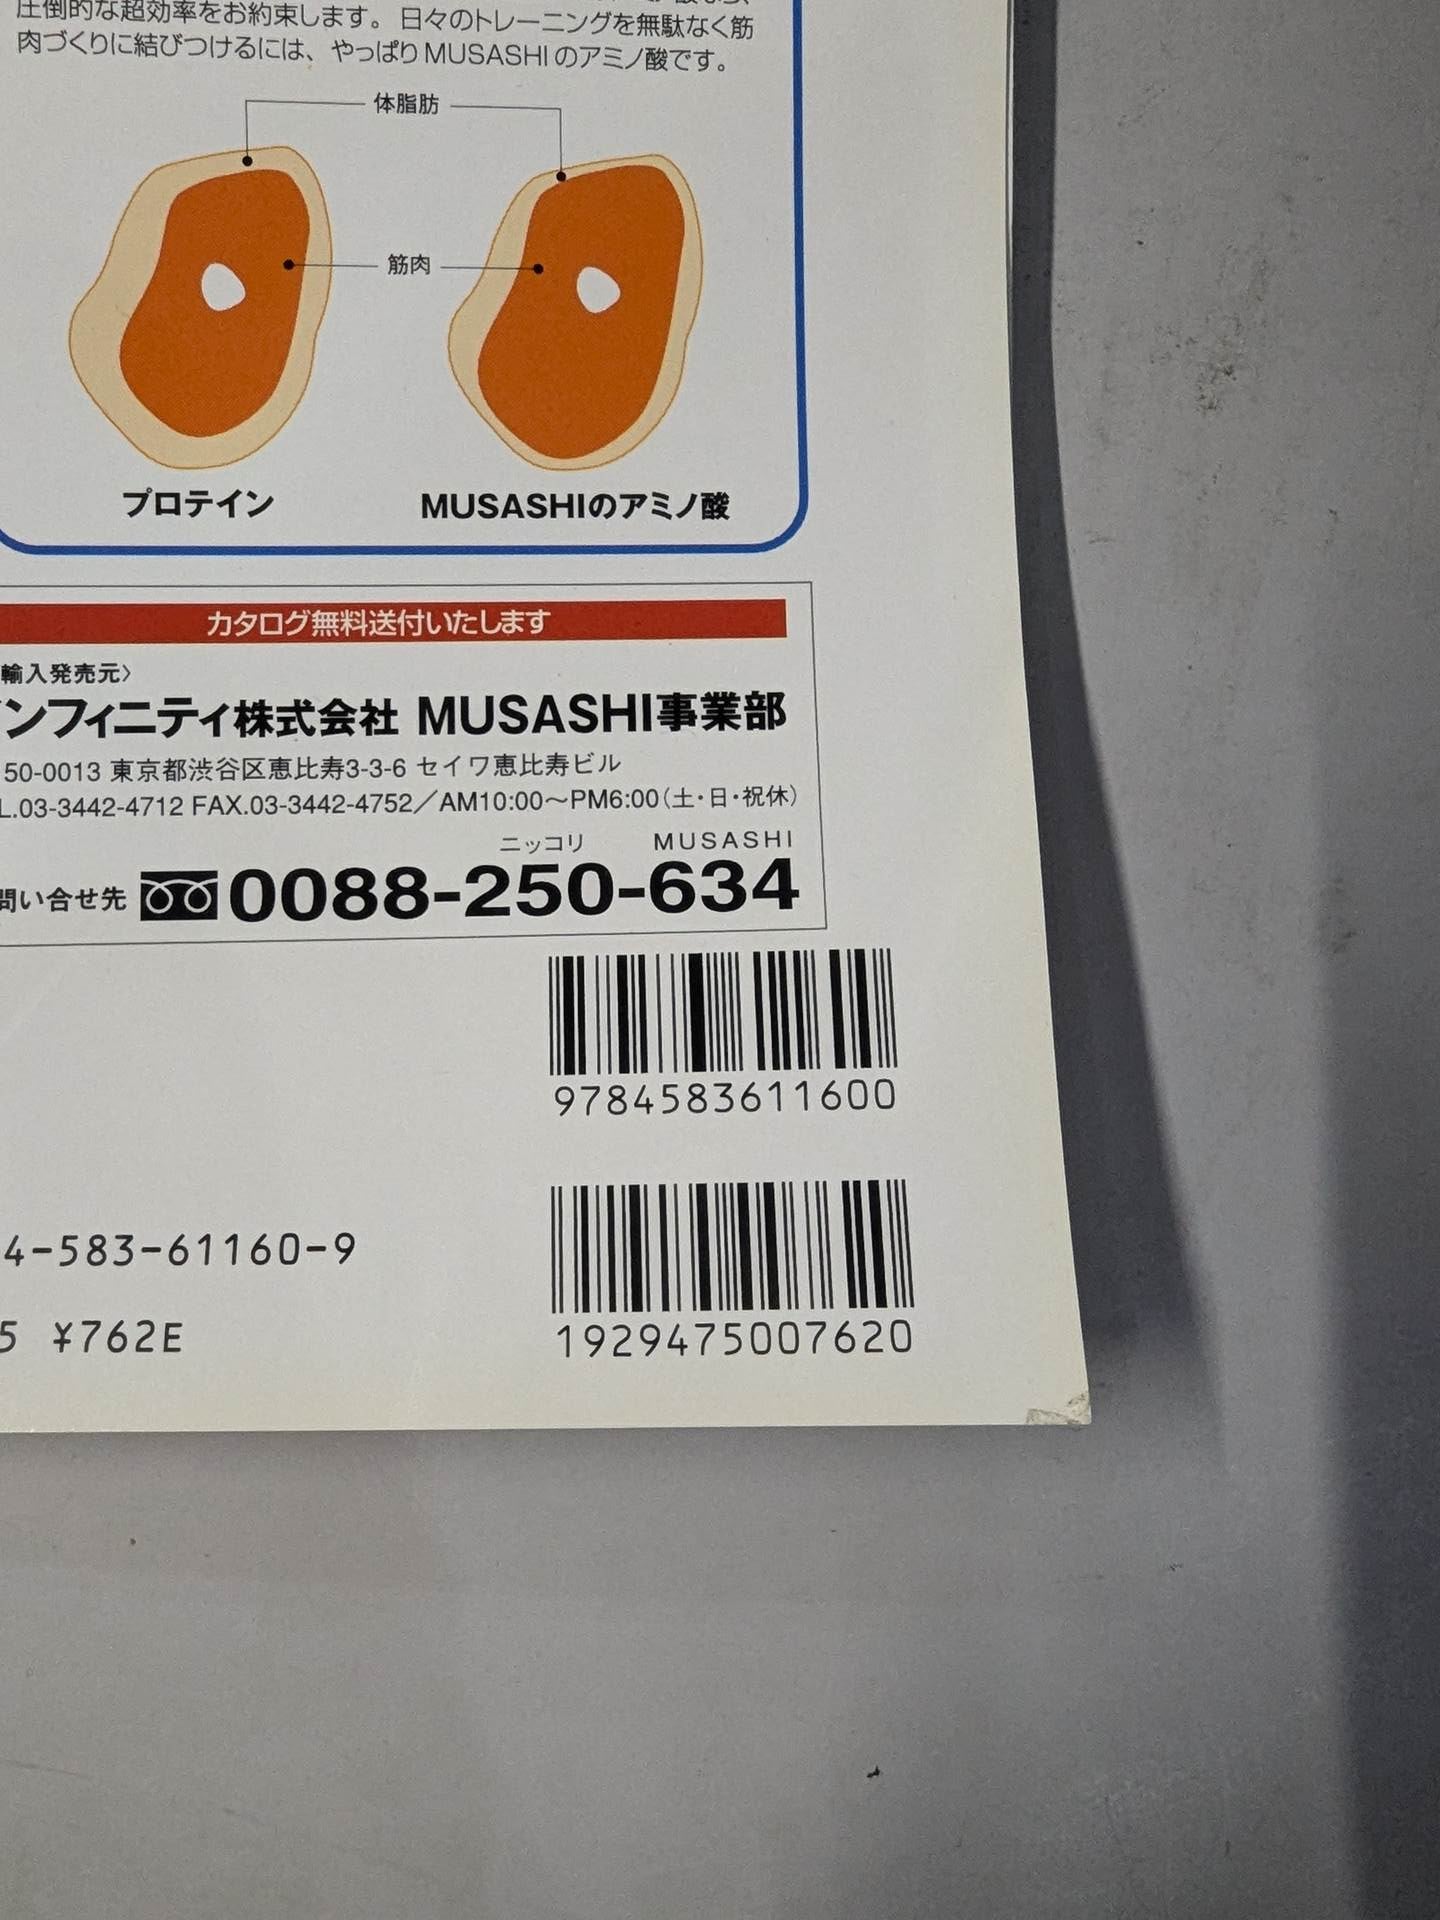 圧倒的な超効率をお約束します。日々のトレーニングを無駄なく筋
肉づくりに結びつけるには、やっぱりMUSASHIのアミノ酸です。
体脂肪
筋肉
プロテイン
MUSASHIのアミノ酸
カタログ無料送付いたします
輸入発売元〉
ンフィニティ株式会社 MUSASHI事業部
50-0013 東京都渋谷区恵比寿3-3-6 セイワ恵比寿ビル
L.03-3442-4712 FAX.03-3442-4752／AM10:00〜PM6:00(土・日・祝休)
ニッコリ MUSASHI
問い合せ先 0088-250-634
9784583611600
4-583-61160-9
5 ¥762E
1929475007620